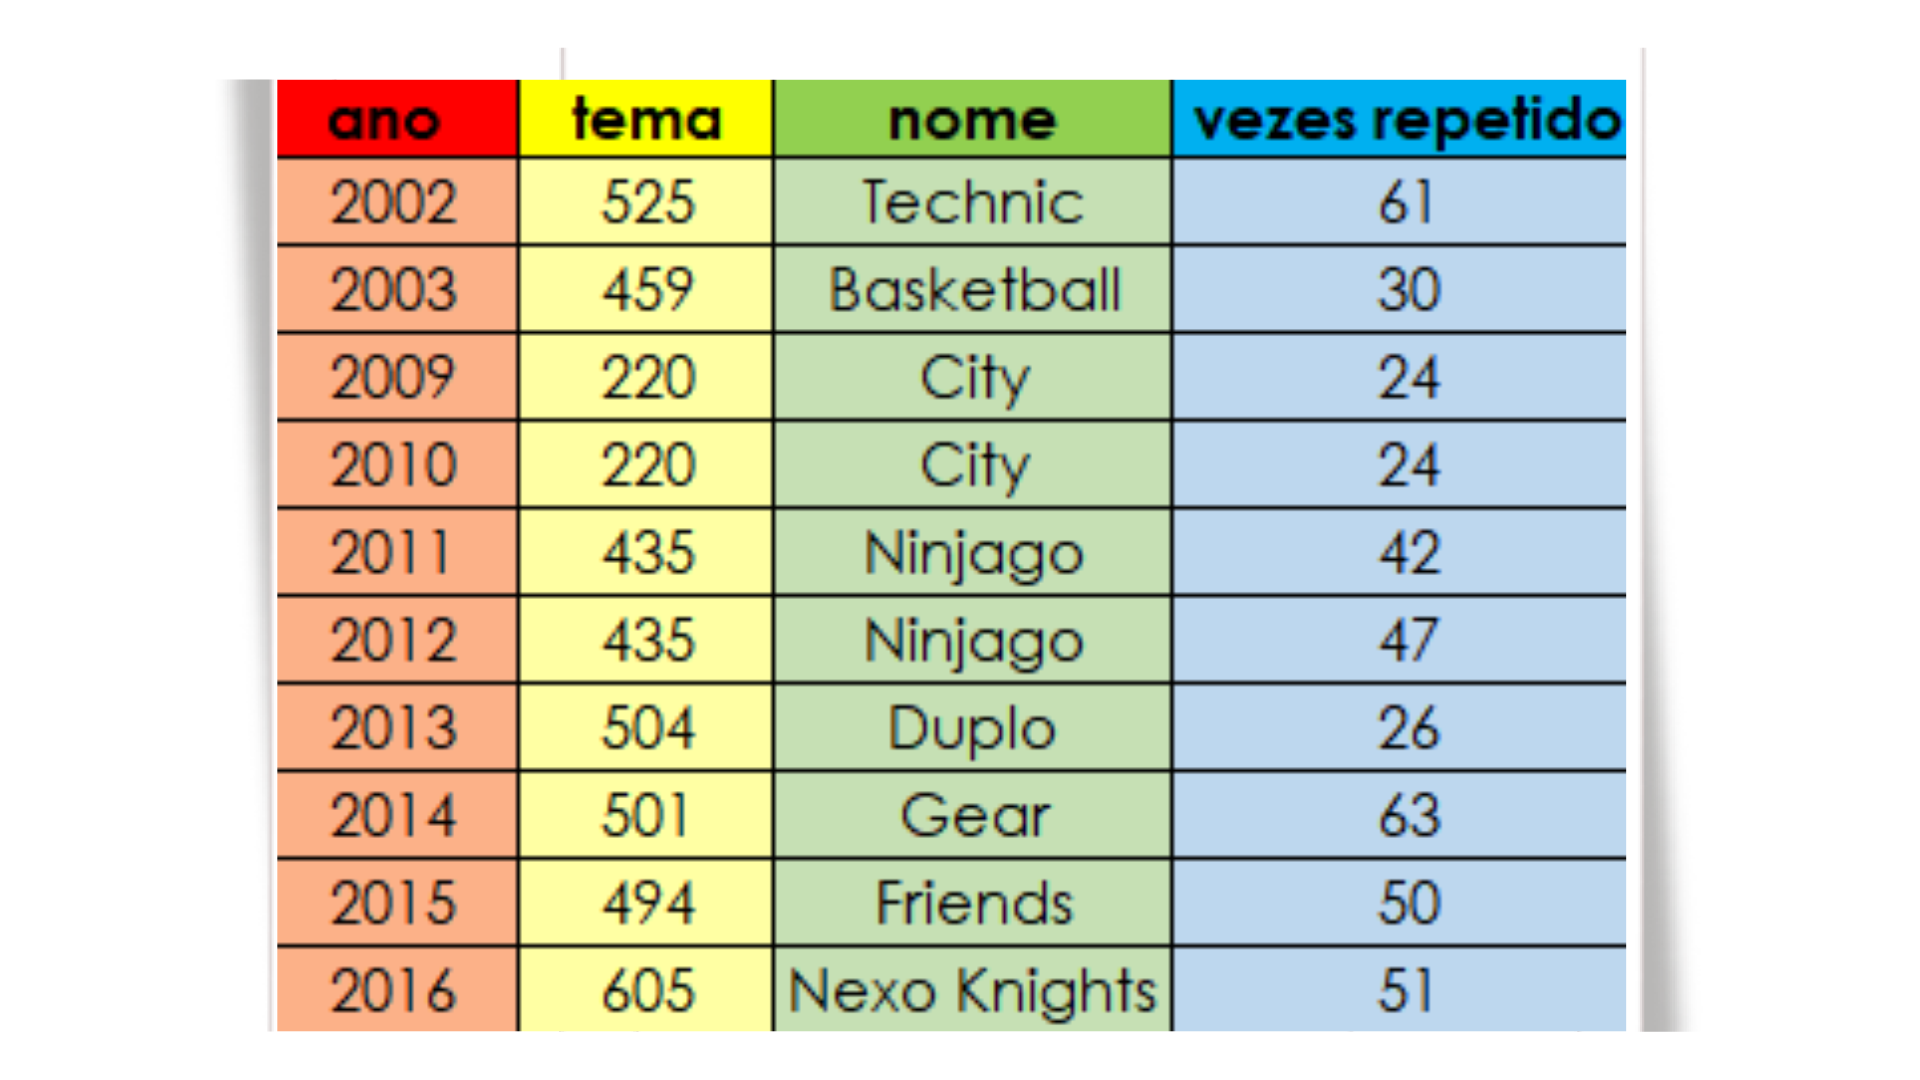 ano tema nome vezes repetido
2002 525 Technic 61
2003 459 Basketball 30
2009 220 City 24
2010 220 City 24
2011 435 Ninjago 42
2012 435 Ninjago 47
2013 504 Duplo 26
2014 501 Gear 63
2015 494 Friends 50
2016 605 Nexo Knights 51